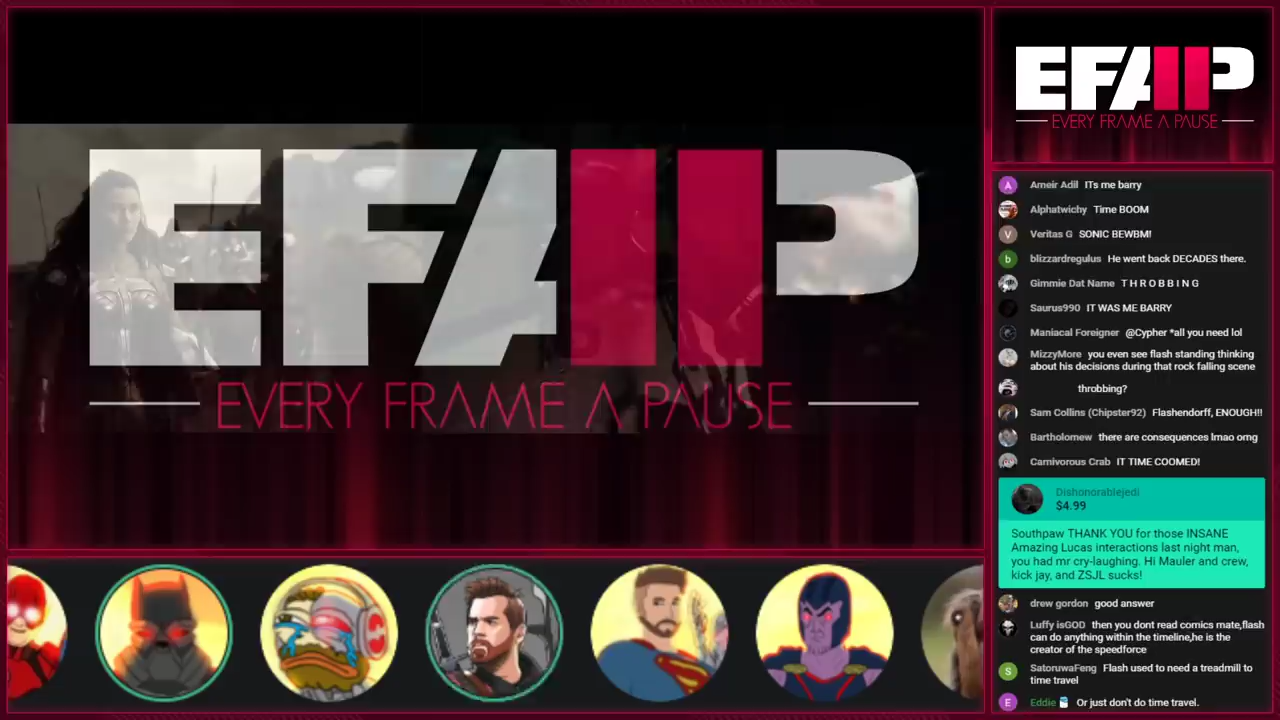 EFAP
EVERY FRAME A PAUSE
EFAP
EVERY FRAME A PAUSE
Ameir Adil ITs me barry
Alphatwichy Time BOOM
Veritas G SONIC BEWBM!
blizzardregulus He went back DECADES there.
Gimmie Dat Name T H R O B B I N G
Saurus990 IT WAS ME BARRY
Maniacal Foreigner @Cypher *all you need lol
MizzyMore you even see flash standing thinking
about his decisions during that rock falling scene
throbbing?
Sam Collins (Chipster92) Flashendorff, ENOUGH!!
Bartholomew there are consequences lmao omg
Carnivorous Crab IT TIME COOMED!
Dishonorablejedi
$4.99
Southpaw THANK YOU for those INSANE
Amazing Lucas interactions last night man,
you had mr cry-laughing. Hi Mauler and crew,
kick jay, and ZSJL sucks!
drew gordon good answer
Luffy isGOD then you dont read comics mate,flash
can do anything within the timeline,he is the
creator of the speedforce
SatoruwaFeng Flash used to need a treadmill to
time travel
Eddie Or just don't do time travel.